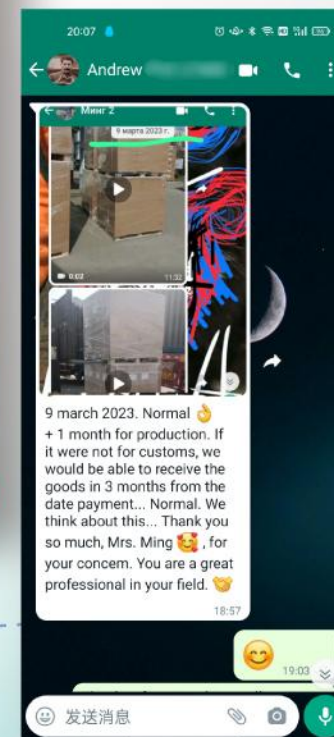 20:07
Andrew
Минг 2
9 марта 2023 г.
0:02
11:32
9 march 2023. Normal 👌
+ 1 month for production. If
it were not for customs, we
would be able to receive the
goods in 3 months from the
date payment... Normal. We
think about this... Thank you
so much, Mrs. Ming 🥰 , for
your concem. You are a great
professional in your field. 🤝
18:57
😊
19:03
发送消息